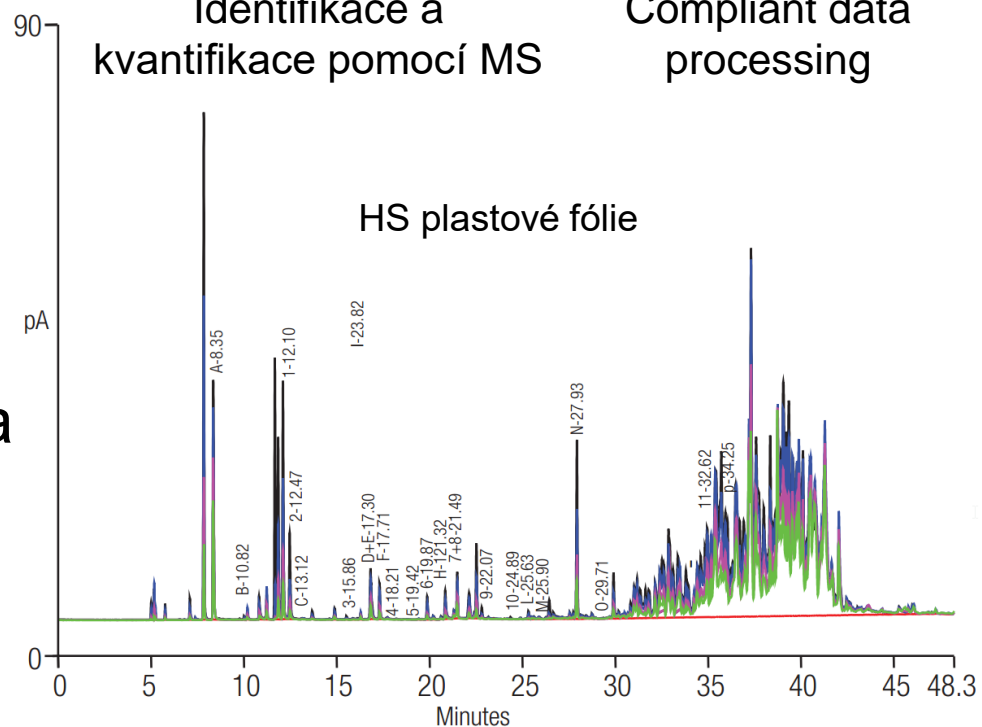 Identifikace a
kvantifikace pomocí MS
Compliant data
processing
90
HS plastové fólie
pA
a
A-8.35
B-10.82
1-12.10
2-12.47
C-13.12
3-15.86
I-23.82
D+E-17.30
F-17.71
4-18.21
5-19.42
6-19.87
H-121.32
7+8-21.49
9-22.07
10-24.89
L-25.63
M-25.90
N-27.93
O-29.71
11-32.62
p-34.25
0
0 5 10 15 20 25 30 35 40 45 48.3
Minutes